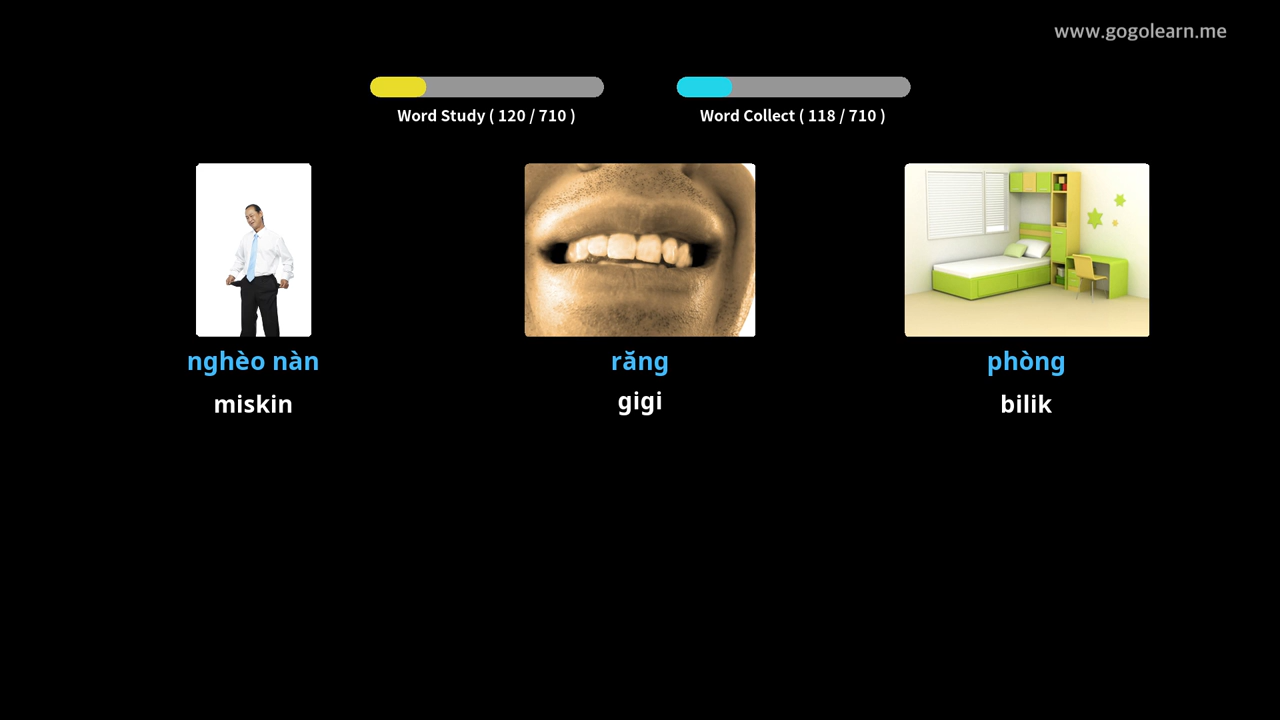 www.gogolearn.me
Word Study ( 120 / 710 )
Word Collect ( 118 / 710 )
nghèo nàn
răng
phòng
miskin
gigi
bilik